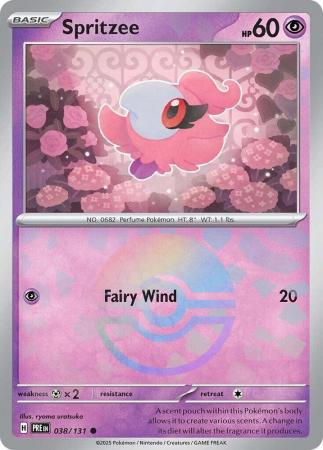 BASIC
Spritzee
HP 60
NO. 0682 Perfume Pokémon HT: 8" WT: 1.1 lbs.
Fairy Wind 20
weakness ×2 resistance retreat
Illus. ryoma uratsuka
H PRE EN 038/131
A scent pouch within this Pokémon's body
allows it to create various scents. A change in
its diet will alter the fragrance it produces.
©2025 Pokémon / Nintendo / Creatures / GAME FREAK